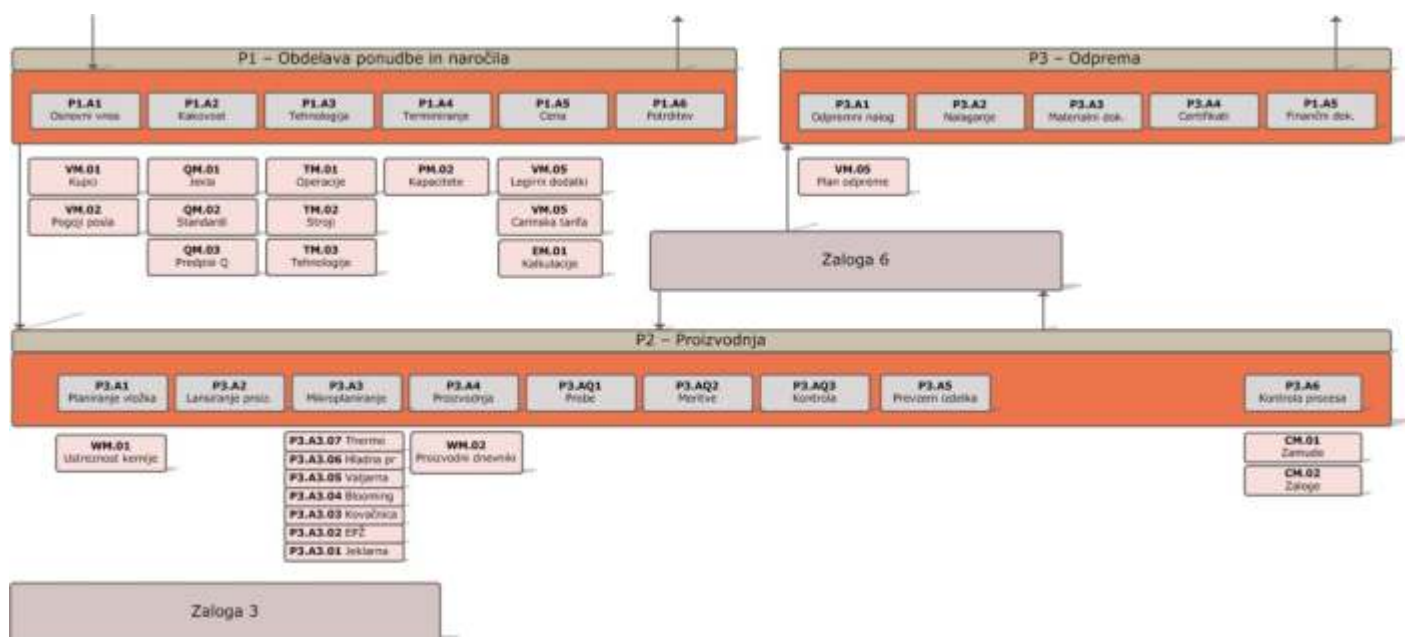 P1 – Obdelava ponudbe in naročila
P1.A1
Osnovni vnos
P1.A2
Kakovost
P1.A3
Tehnologija
P1.A4
Terminiranje
P1.A5
Cena
P1.A6
Potrditev
VM.01
Kupci
VM.02
Pogoji posla
QM.01
Jekla
QM.02
Standardi
QM.03
Predpisi Q
TM.01
Operacije
TM.02
Stroji
TM.03
Tehnologije
PM.02
Kapacitete
VM.05
Legirni dodatki
VM.05
Carinska tarifa
EM.01
Kalkulacije
P3 – Odprema
P3.A1
Odpremni nalog
P3.A2
Nalaganje
P3.A3
Materialni dok.
P3.A4
Certifikati
P1.A5
Finančni dok.
VM.05
Plan odpreme
Zaloga 6
P2 – Proizvodnja
P3.A1
Planiranje vložka
P3.A2
Lansiranje proiz.
P3.A3
Mikroplaniranje
P3.A4
Proizvodnja
P3.AQ1
Probe
P3.AQ2
Meritve
P3.AQ3
Kontrola
P3.A5
Prevzem izdelka
P3.A6
Kontrola procesa
WM.01
Ustreznost kemije
P3.A3.07 Thermo
P3.A3.06 Hladna pr
P3.A3.05 Valjarna
P3.A3.04 Blooming
P3.A3.03 Kovačnica
P3.A3.02 EPŽ
P3.A3.01 Jeklarna
WM.02
Proizvodni dnevniki
CM.01
Zamude
CM.02
Zaloge
Zaloga 3